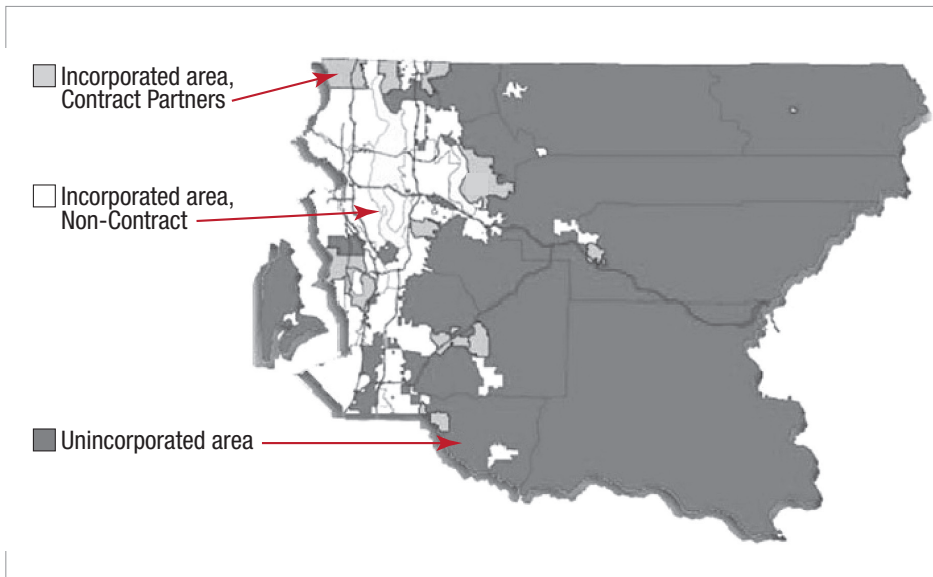 Incorporated area,
Contract Partners
Incorporated area,
Non-Contract
Unincorporated area